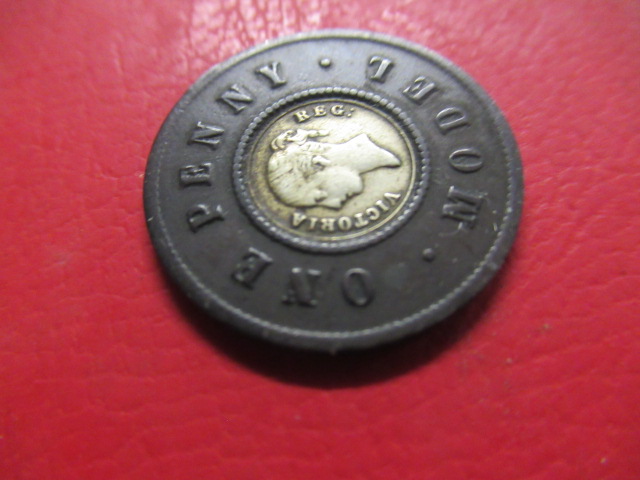 ONE PENNY · MODEL ·
VICTORIA REG: